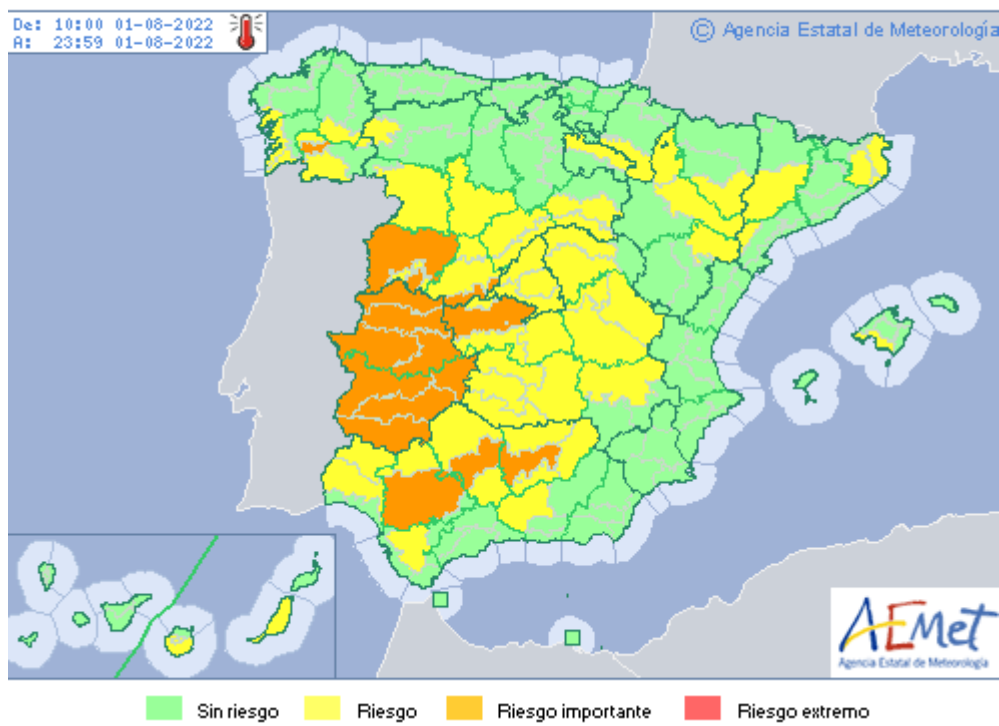 De: 10:00 01-08-2022
A: 23:59 01-08-2022
© Agencia Estatal de Meteorología
AEMet
Agencia Estatal de Meteorología
Sin riesgo
Riesgo
Riesgo importante
Riesgo extremo